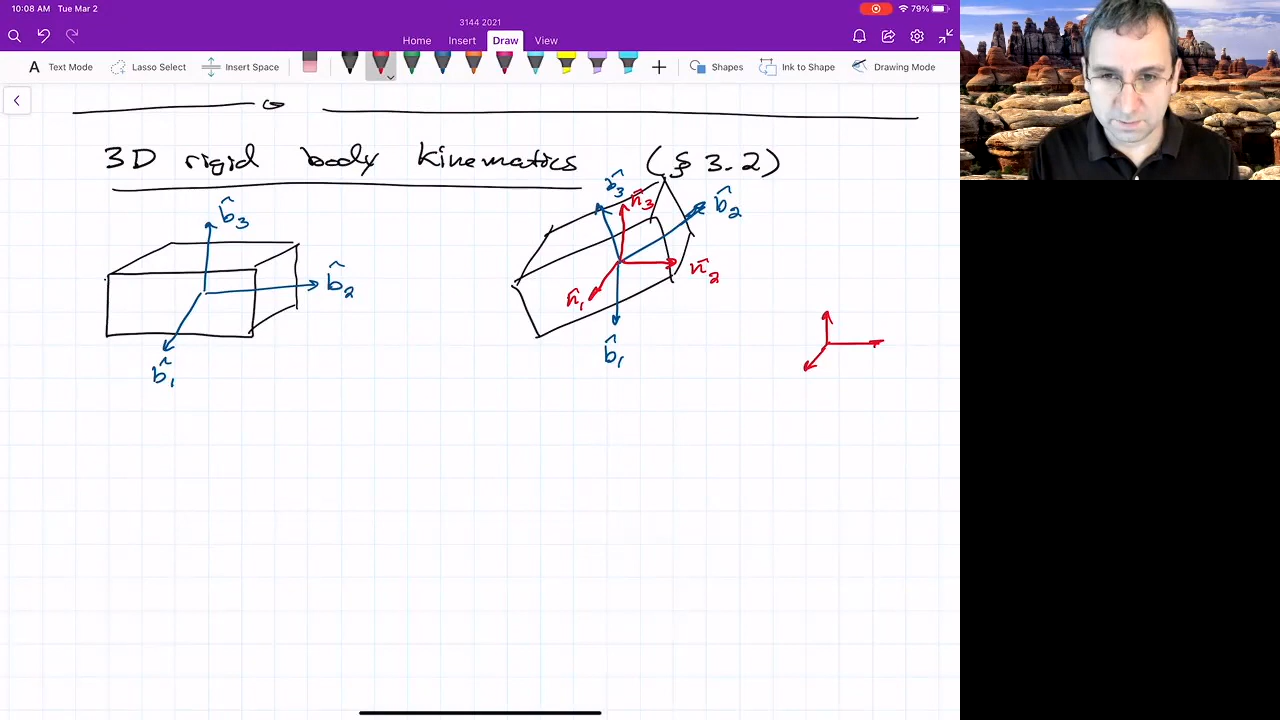 10:08 AM Tue Mar 2
79%
3144 2021
Home Insert Draw View
Text Mode Lasso Select Insert Space Shapes Ink to Shape Drawing Mode
3D rigid body kinematics (§ 3.2)
b̂3
b̂2
b̂1
b̂3
n̂3
b̂2
n̂2
n̂1
b̂1